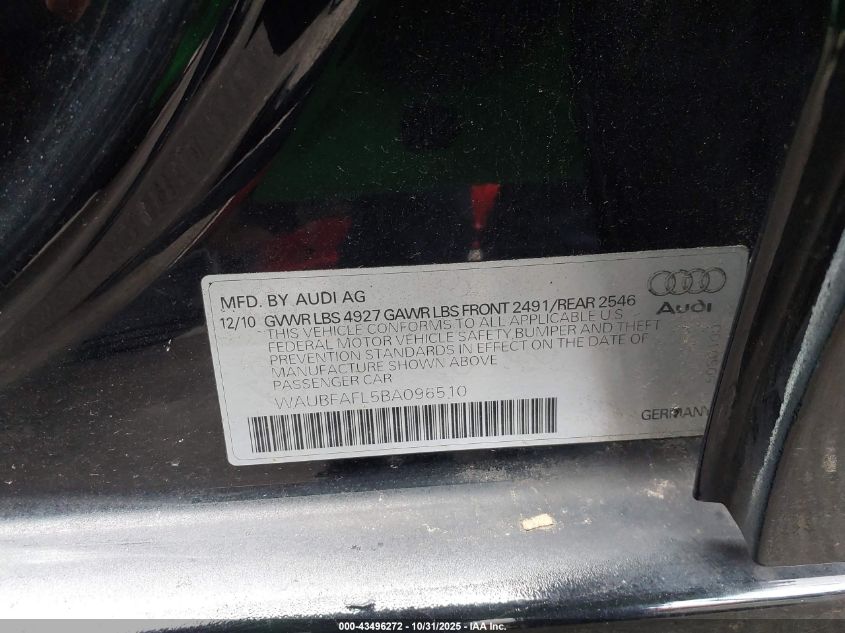 MFD. BY AUDI AG
12/10 GVWR LBS 4927 GAWR LBS FRONT 2491/REAR 2546
THIS VEHICLE CONFORMS TO ALL APPLICABLE U.S
FEDERAL MOTOR VEHICLE SAFETY,BUMPER AND THEFT
PREVENTION STANDARDS IN EFFECT ON THE DATE OF
MANUFACTURE SHOWN ABOVE
PASSENGER CAR
WAUBFAFL5BA096510
Audi
GERMANY
000-43496272 - 10/31/2025 - IAA Inc.